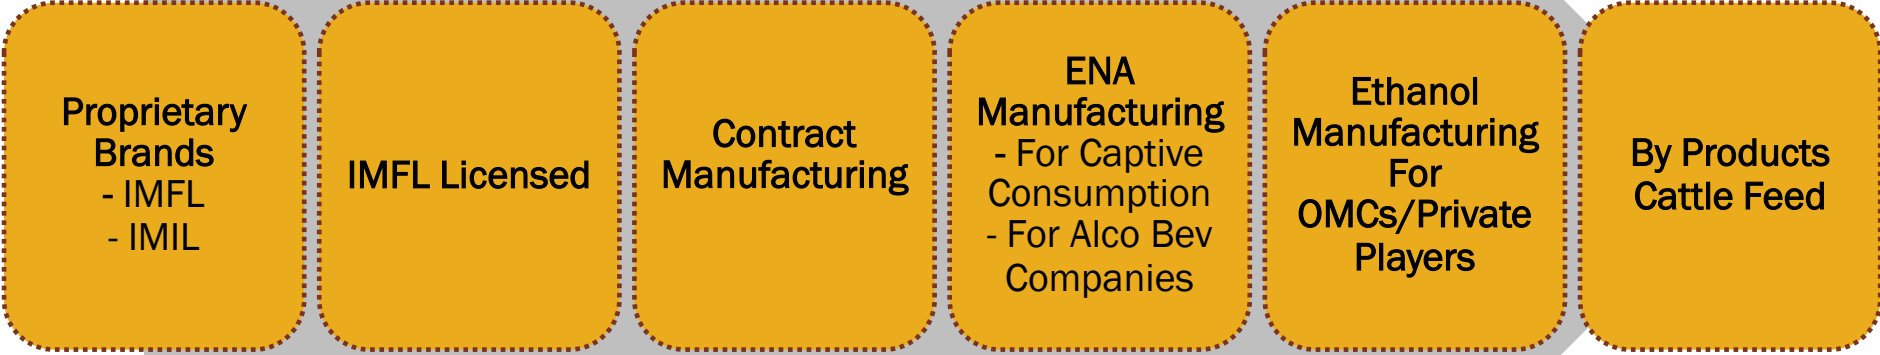 Proprietary
Brands
- IMFL
- IMIL
IMFL Licensed
Contract
Manufacturing
ENA
Manufacturing
- For Captive
Consumption
- For Alco Bev
Companies
Ethanol
Manufacturing
For
OMCs/Private
Players
By Products
Cattle Feed